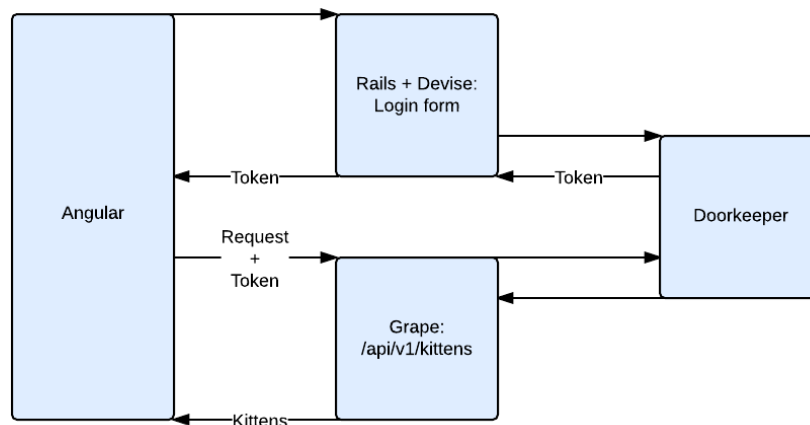 Rails + Devise:
Login form
Token
Token
Angular
Doorkeeper
Request
+
Token
Grape:
/api/v1/kittens
Kittens